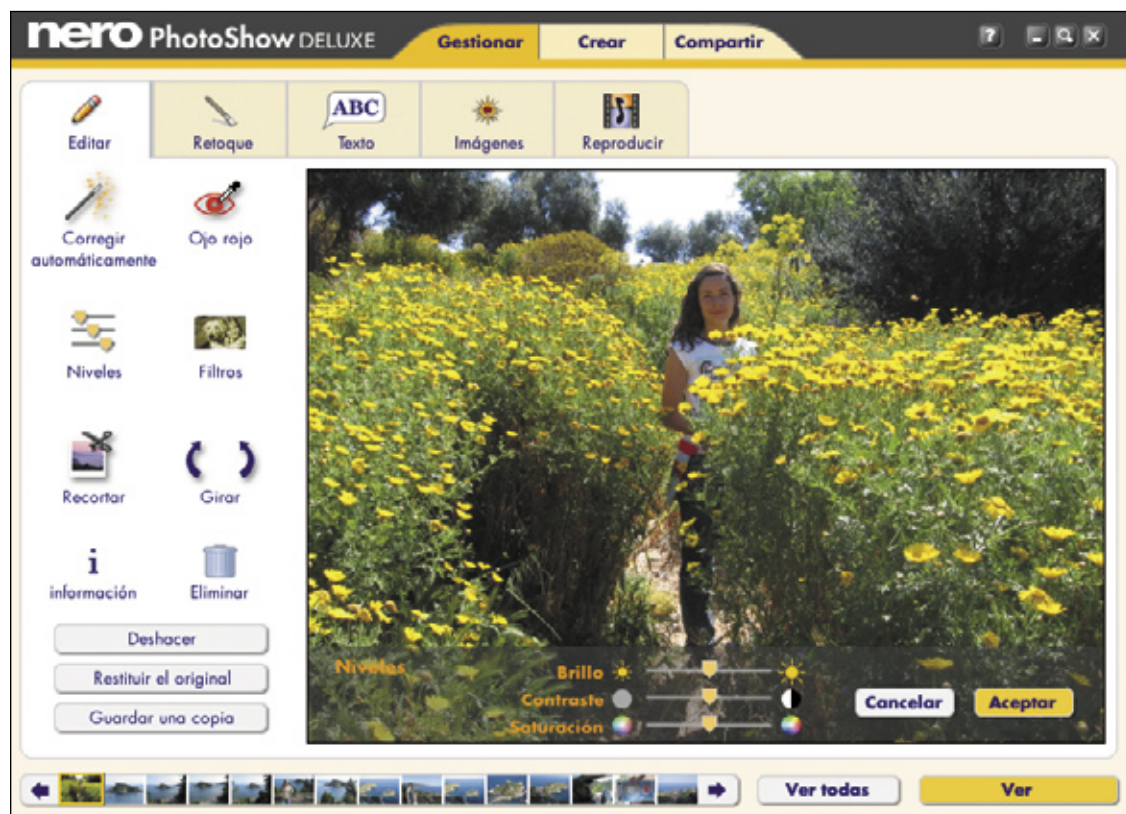 nero PhotoShow DELUXE
Gestionar
Crear
Compartir
?
Editar
Retoque
ABC
Texto
Imágenes
Reproducir
Corregir
automáticamente
Ojo rojo
Niveles
Filtros
Recortar
Girar
i
información
Eliminar
Deshacer
Restituir el original
Guardar una copia
Niveles
Brillo
Contraste
Saturación
Cancelar
Aceptar
Ver todas
Ver